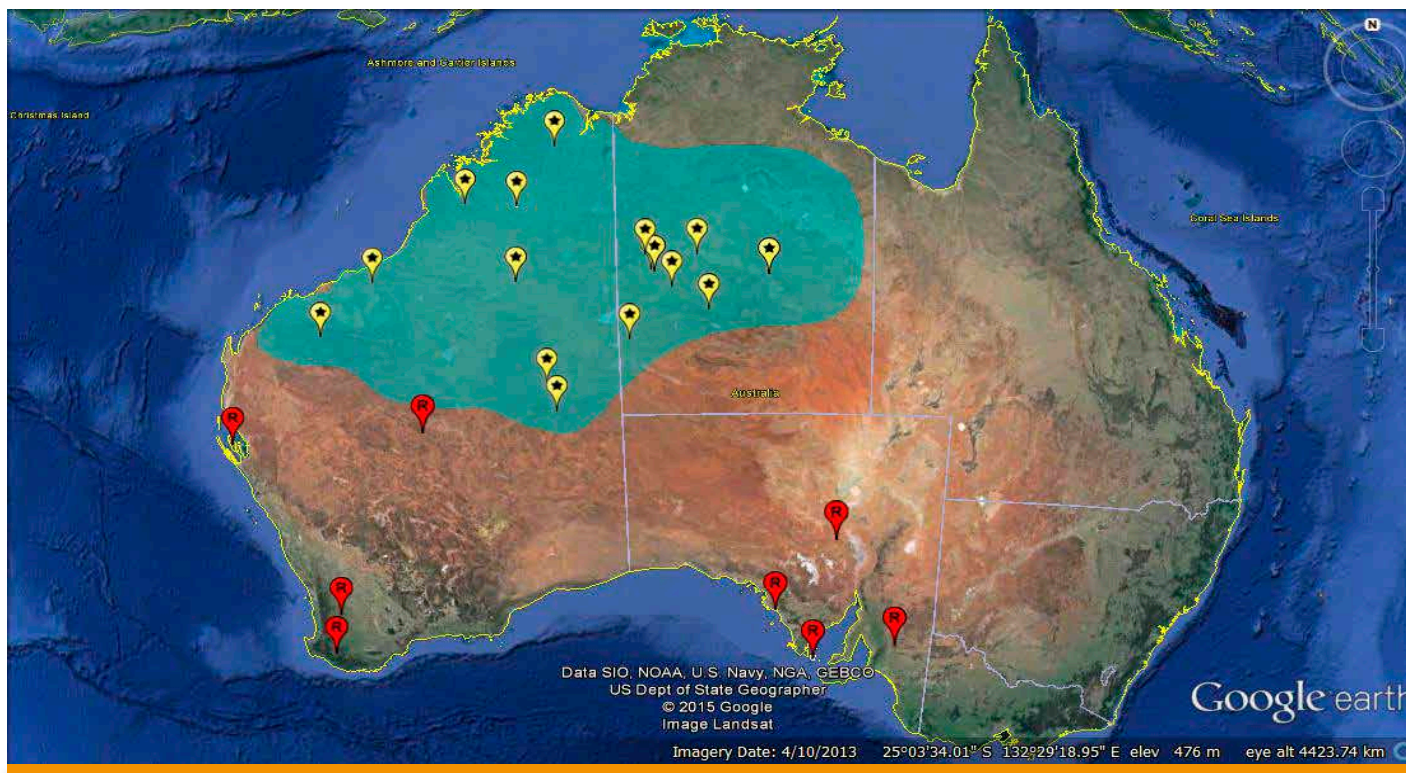 N
Ashmore and Cartier Islands
Christmas Island
Coral Sea Islands
Australia
R
R
R
R
R
R
R
R
Data SIO, NOAA, U.S. Navy, NGA, GEBCO
US Dept of State Geographer
© 2015 Google
Image Landsat
Google earth
Imagery Date: 4/10/2013 25°03'34.01" S 132°29'18.95" E elev 476 m eye alt 4423.74 km